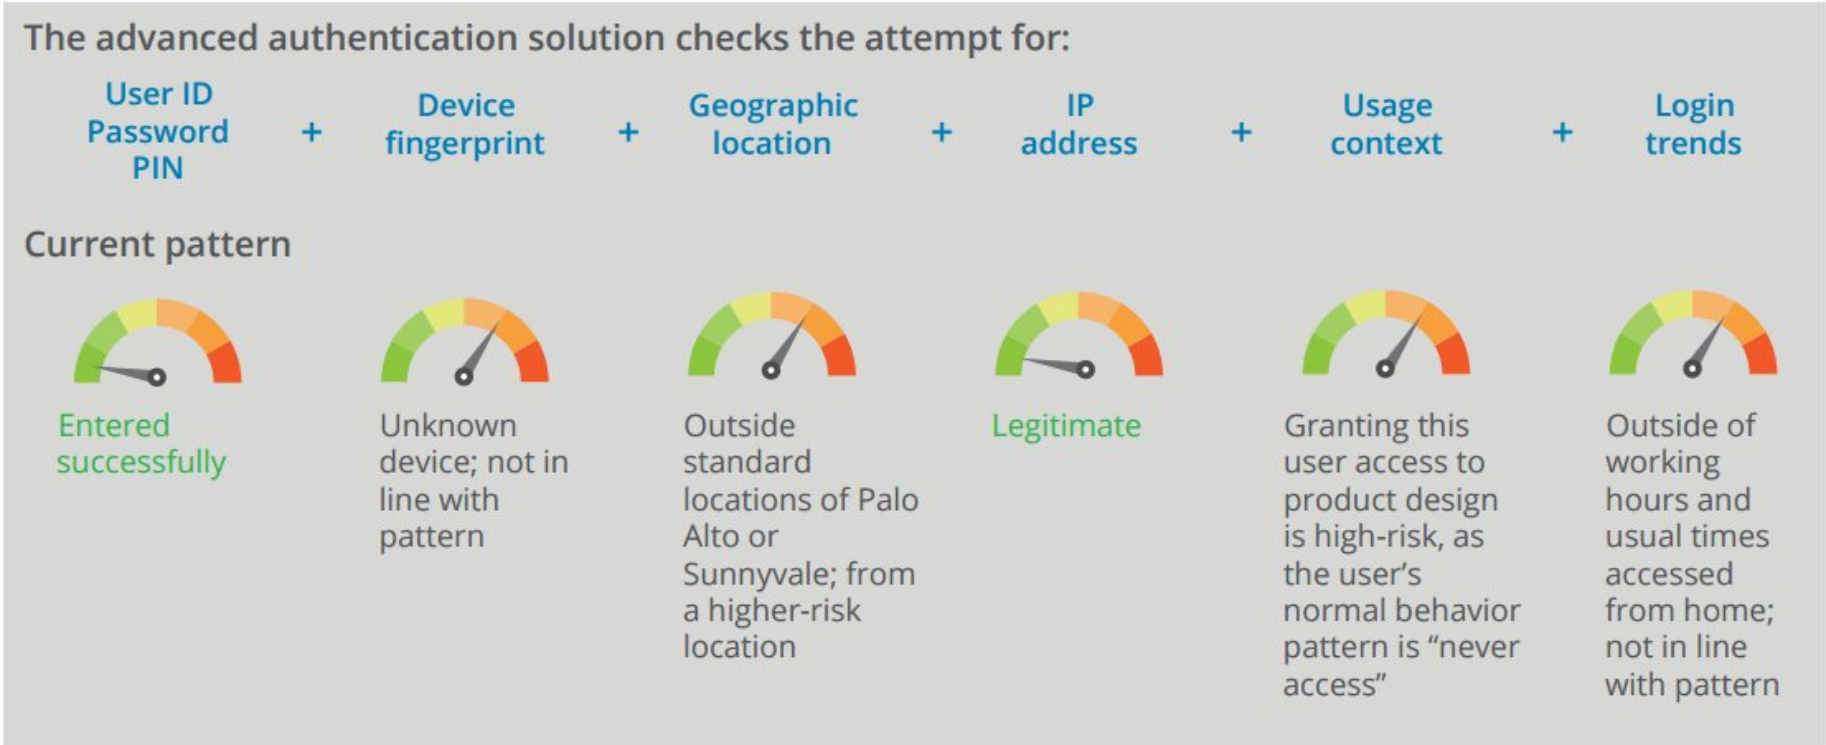 The advanced authentication solution checks the attempt for:
User ID
Password
PIN
+
Device
fingerprint
+
Geographic
location
+
IP
address
+
Usage
context
+
Login
trends
Current pattern
Entered
successfully
Unknown
device; not in
line with
pattern
Outside
standard
locations of Palo
Alto or
Sunnyvale; from
a higher-risk
location
Legitimate
Granting this
user access to
product design
is high-risk, as
the user’s
normal behavior
pattern is “never
access”
Outside of
working
hours and
usual times
accessed
from home;
not in line
with pattern